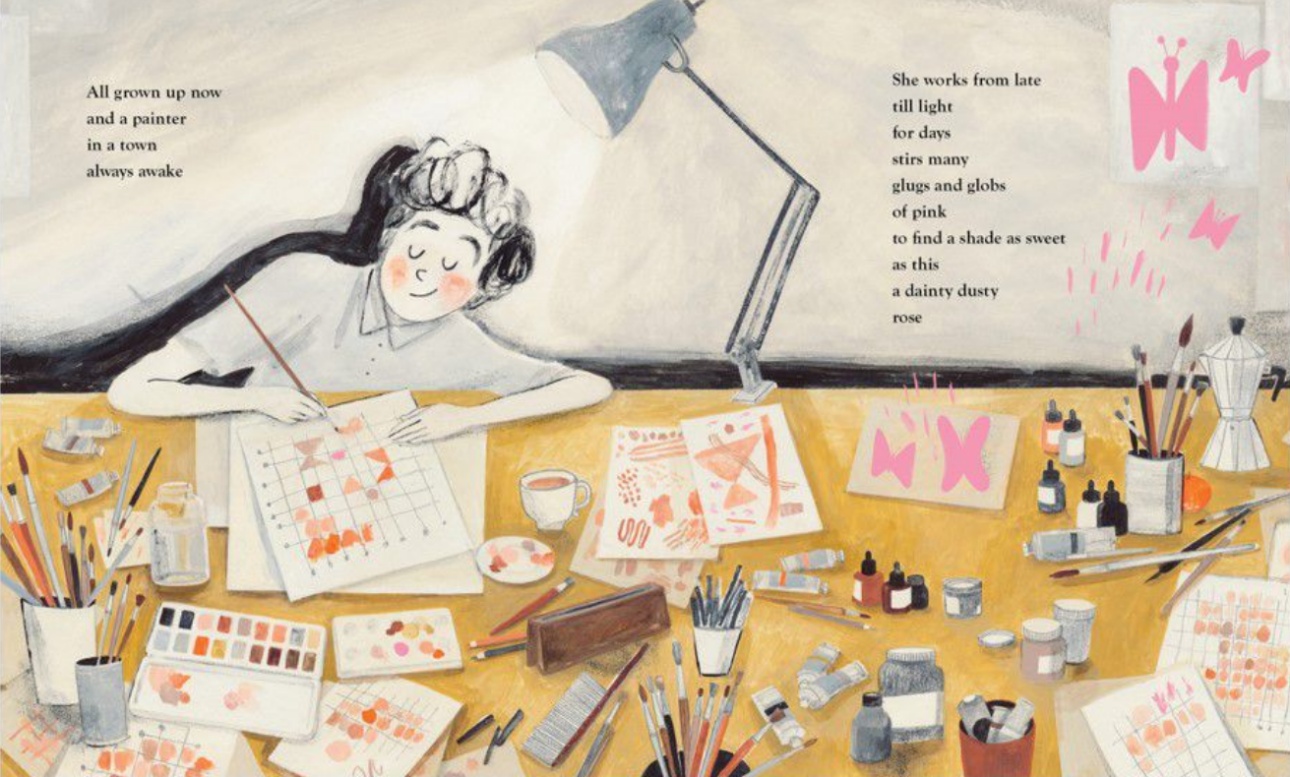 All grown up now
and a painter
in a town
always awake
She works from late
till light
for days
stirs many
glugs and globs
of pink
to find a shade as sweet
as this
a dainty dusty
rose